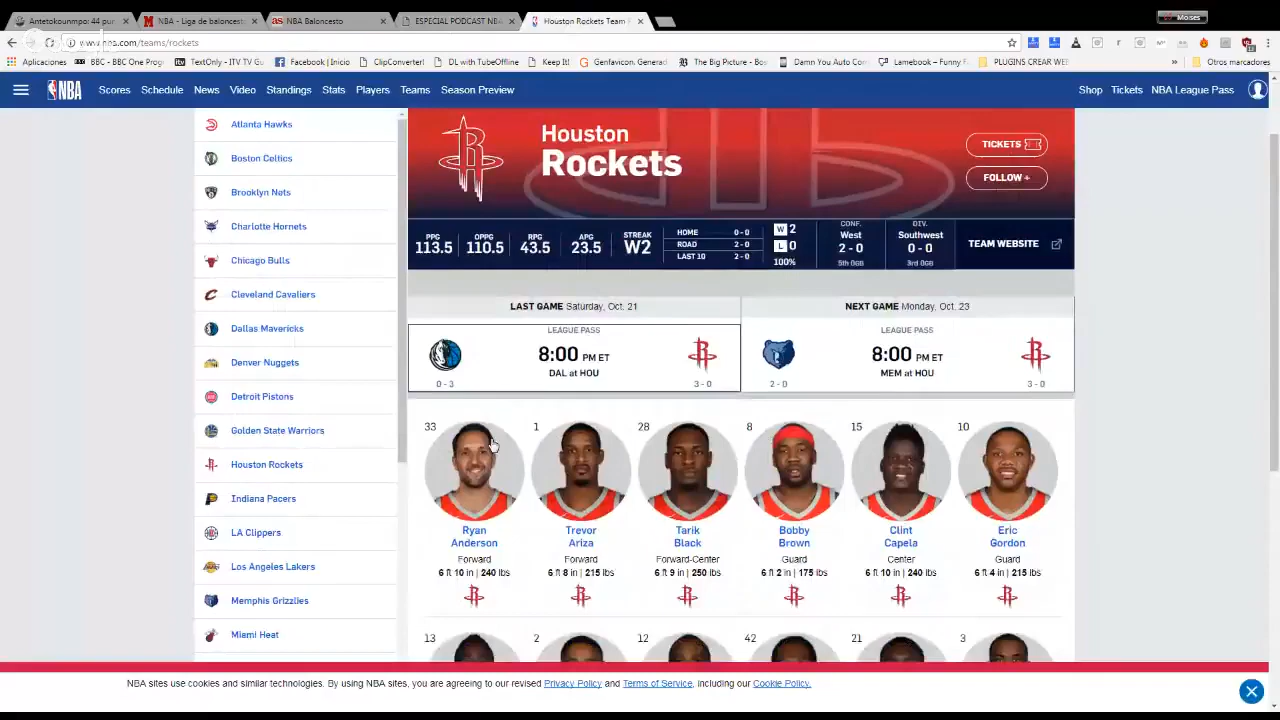 Antetokounmpo: 44 pun
NBA - Liga de balonces
NBA Baloncesto
ESPECIAL PODCAST NB
Houston Rockets Team
Moises
.com/teams/rockets
Aplicaciones BBC - BBC One Prog TextOnly - ITV TV Gu Facebook | Inicio ClipConverter! DL with TubeOffline Keep It! Genfavicon. Generad The Big Picture - Bos Damn You Auto Corr Lamebook – Funny F PLUGINS CREAR WEB » Otros marcadores
NBA Scores Schedule News Video Standings Stats Players Teams Season Preview Shop Tickets NBA League Pass
Atlanta Hawks
Boston Celtics
Brooklyn Nets
Charlotte Hornets
Chicago Bulls
Cleveland Cavaliers
Dallas Mavericks
Denver Nuggets
Detroit Pistons
Golden State Warriors
Houston Rockets
Indiana Pacers
LA Clippers
Los Angeles Lakers
Memphis Grizzlies
Miami Heat
Houston
Rockets
TICKETS
FOLLOW +
PPG OPPG RPG APG STREAK
113.5 110.5 43.5 23.5 W2
HOME 0-0
ROAD 2-0
LAST 10 2-0
W 2
L 0
100%
CONF.
West
2-0
5th 0GB
DIV.
Southwest
0-0
3rd 0GB
TEAM WEBSITE
LAST GAME Saturday, Oct. 21
LEAGUE PASS
8:00 PM ET
DAL at HOU
0 - 3 3 - 0
NEXT GAME Monday, Oct. 23
LEAGUE PASS
8:00 PM ET
MEM at HOU
2 - 0 3 - 0
33 1 28 8 15 10
Ryan Trevor Tarik Bobby Clint Eric
Anderson Ariza Black Brown Capela Gordon
Forward Forward Forward-Center Guard Center Guard
6 ft 10 in | 240 lbs 6 ft 8 in | 215 lbs 6 ft 9 in | 250 lbs 6 ft 2 in | 175 lbs 6 ft 10 in | 240 lbs 6 ft 4 in | 215 lbs
13 2 12 42 21 3
NBA sites use cookies and similar technologies. By using NBA sites, you are agreeing to our revised Privacy Policy and Terms of Service, including our Cookie Policy.